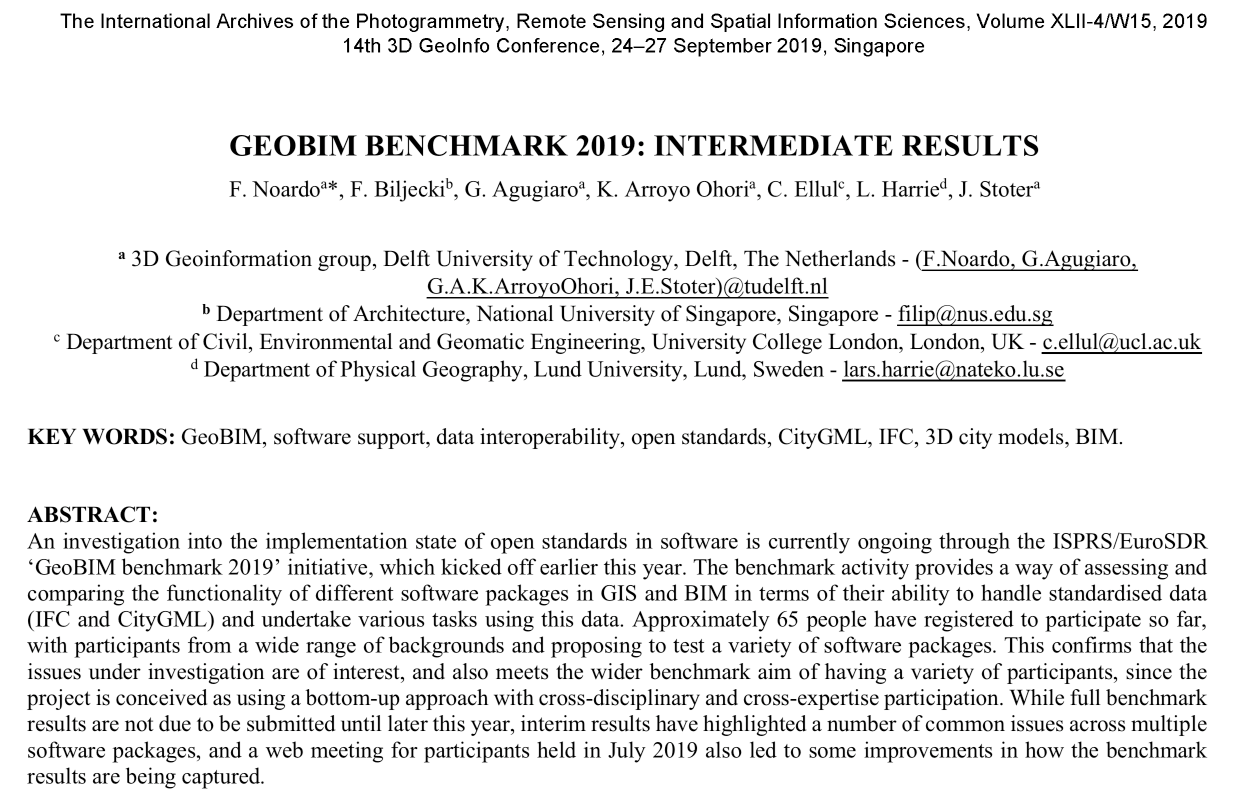 The International Archives of the Photogrammetry, Remote Sensing and Spatial Information Sciences, Volume XLII-4/W15, 2019
14th 3D GeoInfo Conference, 24–27 September 2019, Singapore
GEOBIM BENCHMARK 2019: INTERMEDIATE RESULTS
F. Noardoᵃ*, F. Biljeckiᵇ, G. Agugiaroᵃ, K. Arroyo Ohoriᵃ, C. Ellulᶜ, L. Harrieᵈ, J. Stoterᵃ
ᵃ 3D Geoinformation group, Delft University of Technology, Delft, The Netherlands - (F.Noardo, G.Agugiaro,
G.A.K.ArroyoOhori, J.E.Stoter)@tudelft.nl
ᵇ Department of Architecture, National University of Singapore, Singapore - filip@nus.edu.sg
ᶜ Department of Civil, Environmental and Geomatic Engineering, University College London, London, UK - c.ellul@ucl.ac.uk
ᵈ Department of Physical Geography, Lund University, Lund, Sweden - lars.harrie@nateko.lu.se
KEY WORDS: GeoBIM, software support, data interoperability, open standards, CityGML, IFC, 3D city models, BIM.
ABSTRACT:
An investigation into the implementation state of open standards in software is currently ongoing through the ISPRS/EuroSDR
‘GeoBIM benchmark 2019’ initiative, which kicked off earlier this year. The benchmark activity provides a way of assessing and
comparing the functionality of different software packages in GIS and BIM in terms of their ability to handle standardised data
(IFC and CityGML) and undertake various tasks using this data. Approximately 65 people have registered to participate so far,
with participants from a wide range of backgrounds and proposing to test a variety of software packages. This confirms that the
issues under investigation are of interest, and also meets the wider benchmark aim of having a variety of participants, since the
project is conceived as using a bottom-up approach with cross-disciplinary and cross-expertise participation. While full benchmark
results are not due to be submitted until later this year, interim results have highlighted a number of common issues across multiple
software packages, and a web meeting for participants held in July 2019 also led to some improvements in how the benchmark
results are being captured.